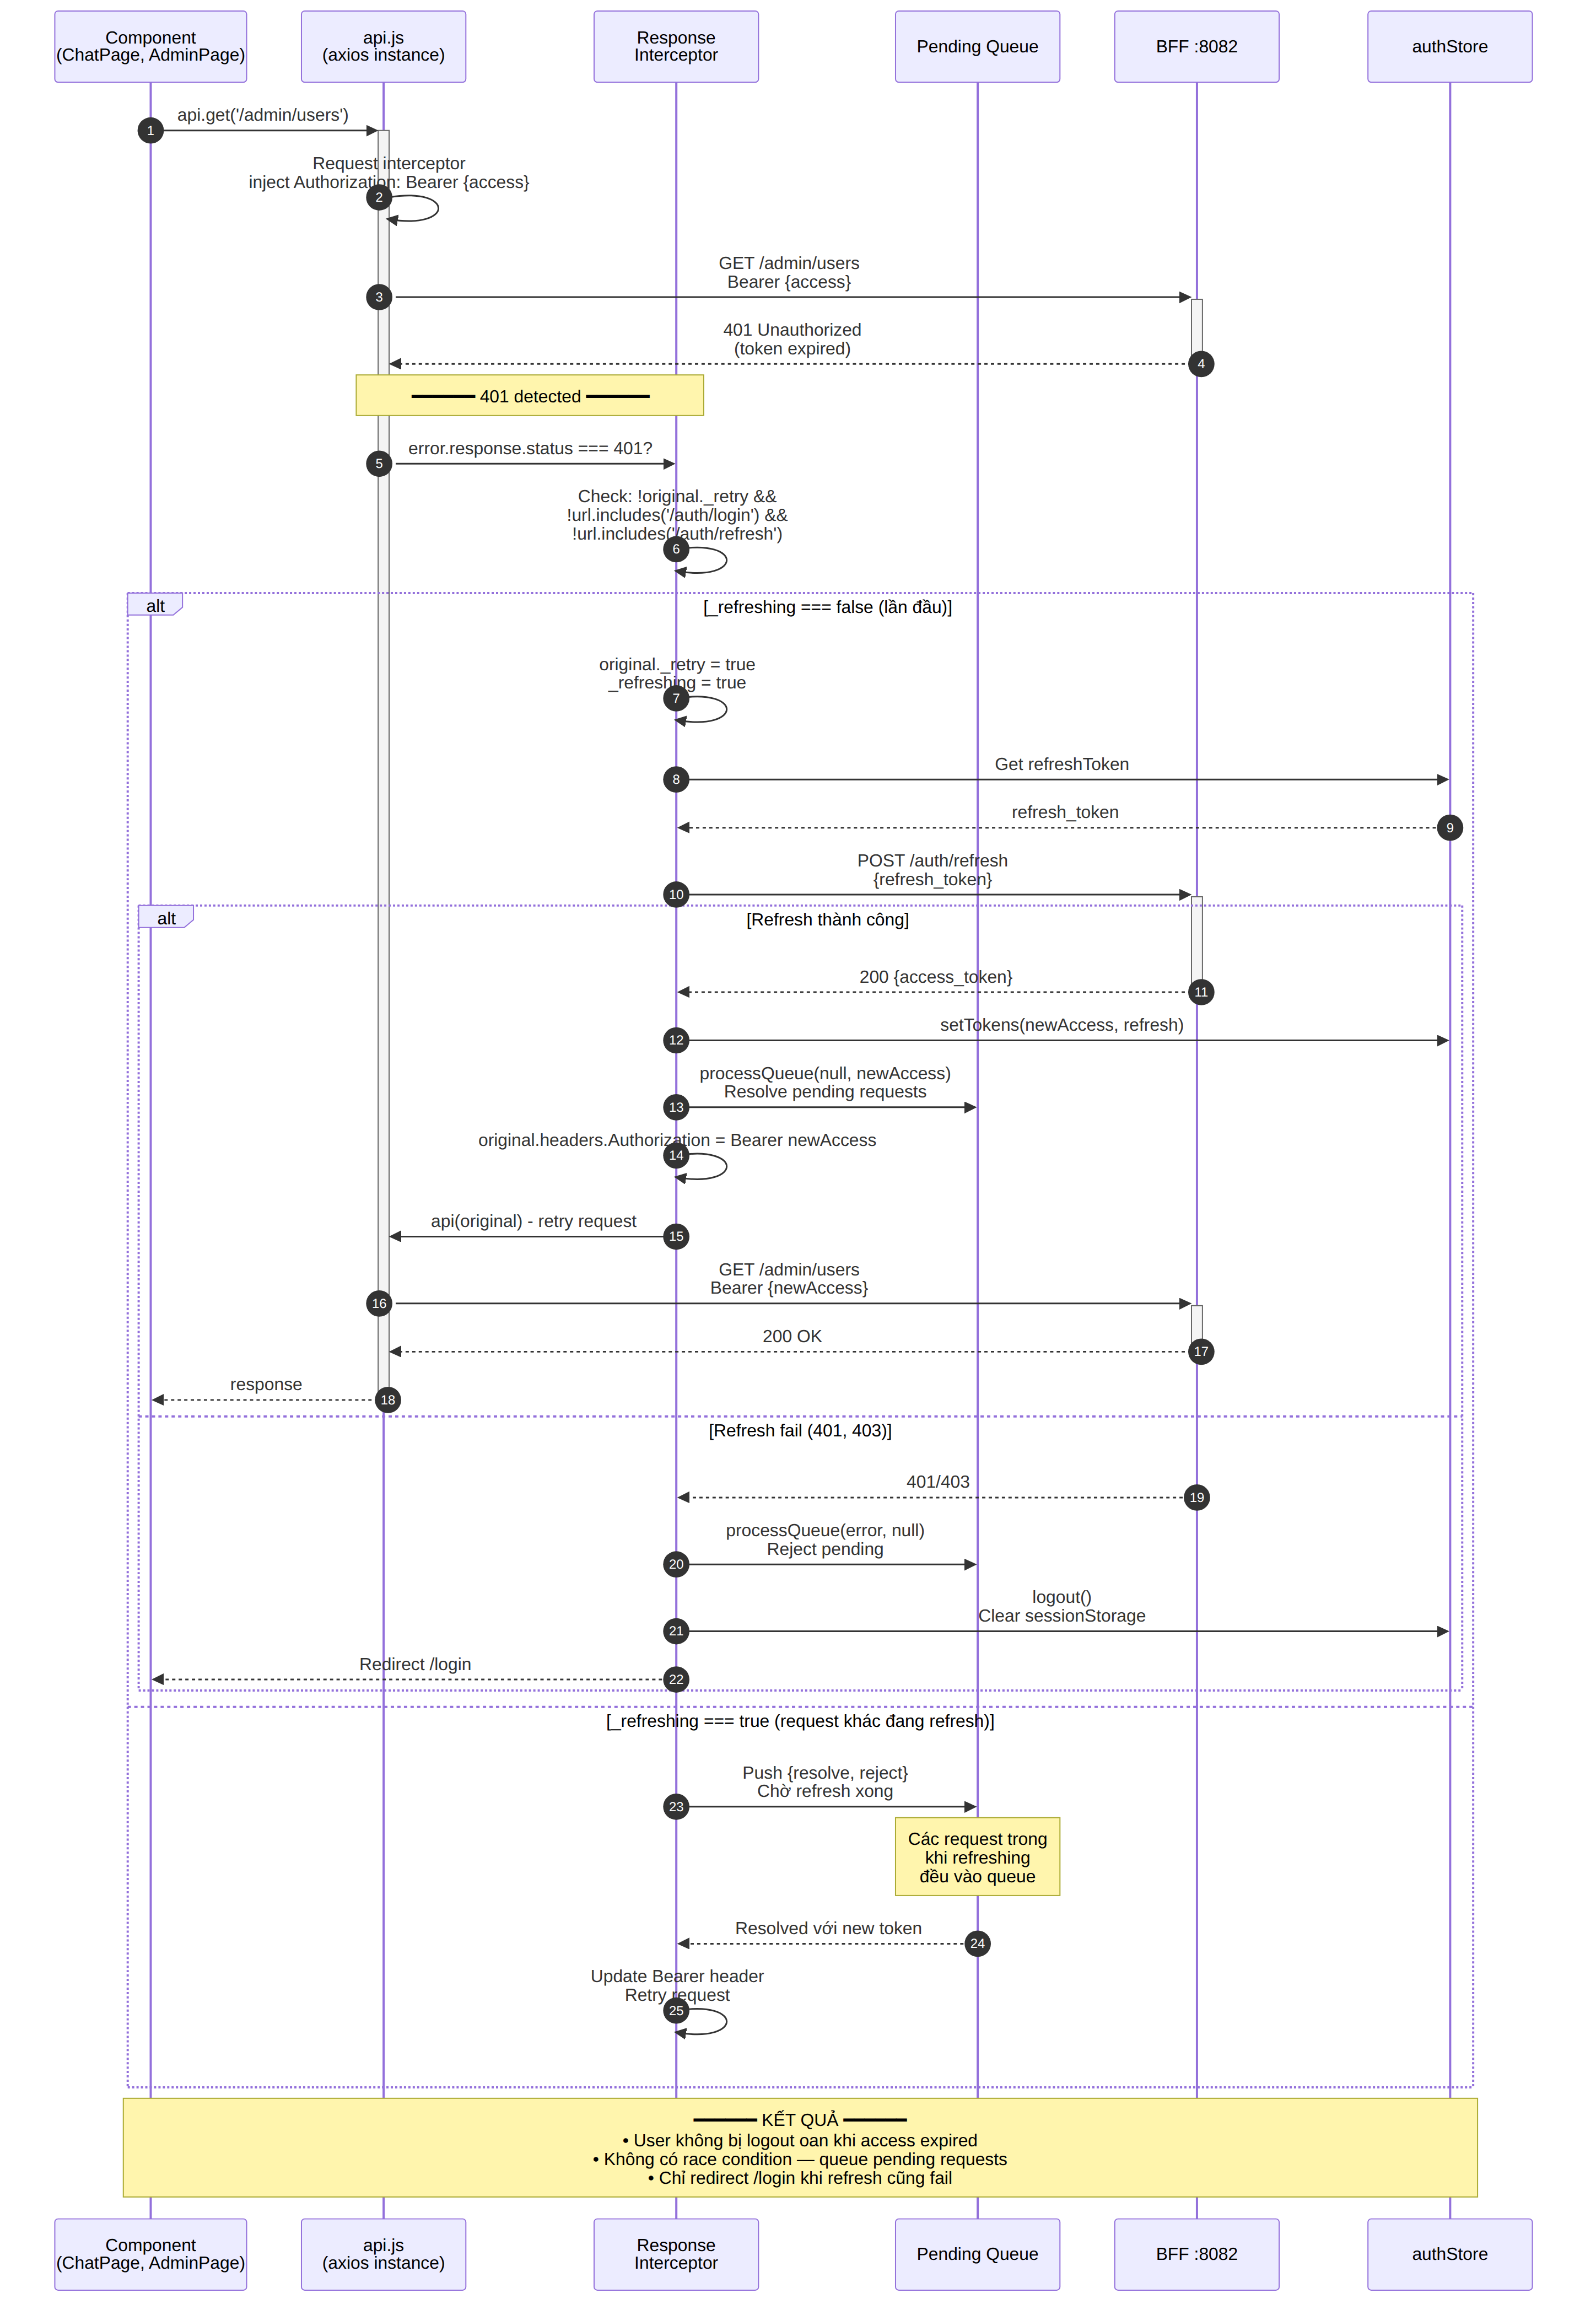 Component
(ChatPage, AdminPage)
api.js
(axios instance)
Response
Interceptor
Pending Queue
BFF :8082
authStore
api.get('/admin/users')
1
Request interceptor
inject Authorization: Bearer {access}
2
GET /admin/users
Bearer {access}
3
401 Unauthorized
(token expired)
4
━━━━━ 401 detected ━━━━━
error.response.status === 401?
5
Check: !original._retry &&
!url.includes('/auth/login') &&
!url.includes('/auth/refresh')
6
alt
[_refreshing === false (lần đầu)]
original._retry = true
_refreshing = true
7
Get refreshToken
8
refresh_token
9
POST /auth/refresh
{refresh_token}
10
alt
[Refresh thành công]
200 {access_token}
11
setTokens(newAccess, refresh)
12
processQueue(null, newAccess)
Resolve pending requests
13
original.headers.Authorization = Bearer newAccess
14
api(original) - retry request
15
GET /admin/users
Bearer {newAccess}
16
200 OK
17
response
18
[Refresh fail (401, 403)]
401/403
19
processQueue(error, null)
Reject pending
20
logout()
Clear sessionStorage
21
Redirect /login
22
[_refreshing === true (request khác đang refresh)]
Push {resolve, reject}
Chờ refresh xong
23
Các request trong
khi refreshing
đều vào queue
Resolved với new token
24
Update Bearer header
Retry request
25
━━━━━ KẾT QUẢ ━━━━━
• User không bị logout oan khi access expired
• Không có race condition — queue pending requests
• Chỉ redirect /login khi refresh cũng fail
Component
(ChatPage, AdminPage)
api.js
(axios instance)
Response
Interceptor
Pending Queue
BFF :8082
authStore